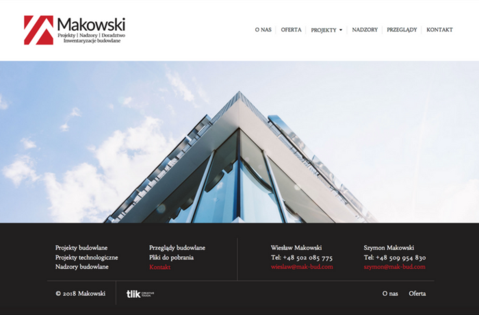 Makowski
Projekty | Nadzory | Doradztwo
Inwentaryzacje budowlane
O NAS
OFERTA
PROJEKTY
NADZORY
PRZEGLĄDY
KONTAKT
Projekty budowlane
Projekty technologiczne
Nadzory budowlane
Przeglądy budowlane
Pliki do pobrania
Kontakt
Wiesław Makowski
Tel: +48 502 085 775
wieslaw@mak-bud.com
Szymon Makowski
Tel: +48 509 954 830
szymon@mak-bud.com
© 2018 Makowski
tlik
O nas
Oferta